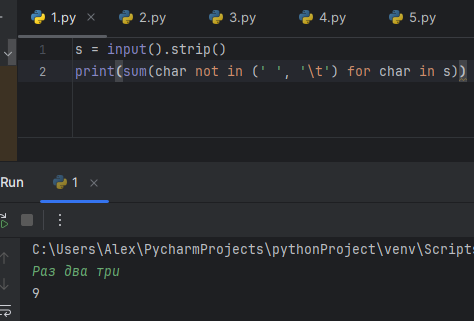 1.py 2.py 3.py 4.py 5.py
1 s = input().strip()
2 print(sum(char not in (' ', '\t') for char in s))
Run 1
C:\Users\Alex\PycharmProjects\pythonProject\venv\Scripts
Раз два три
9